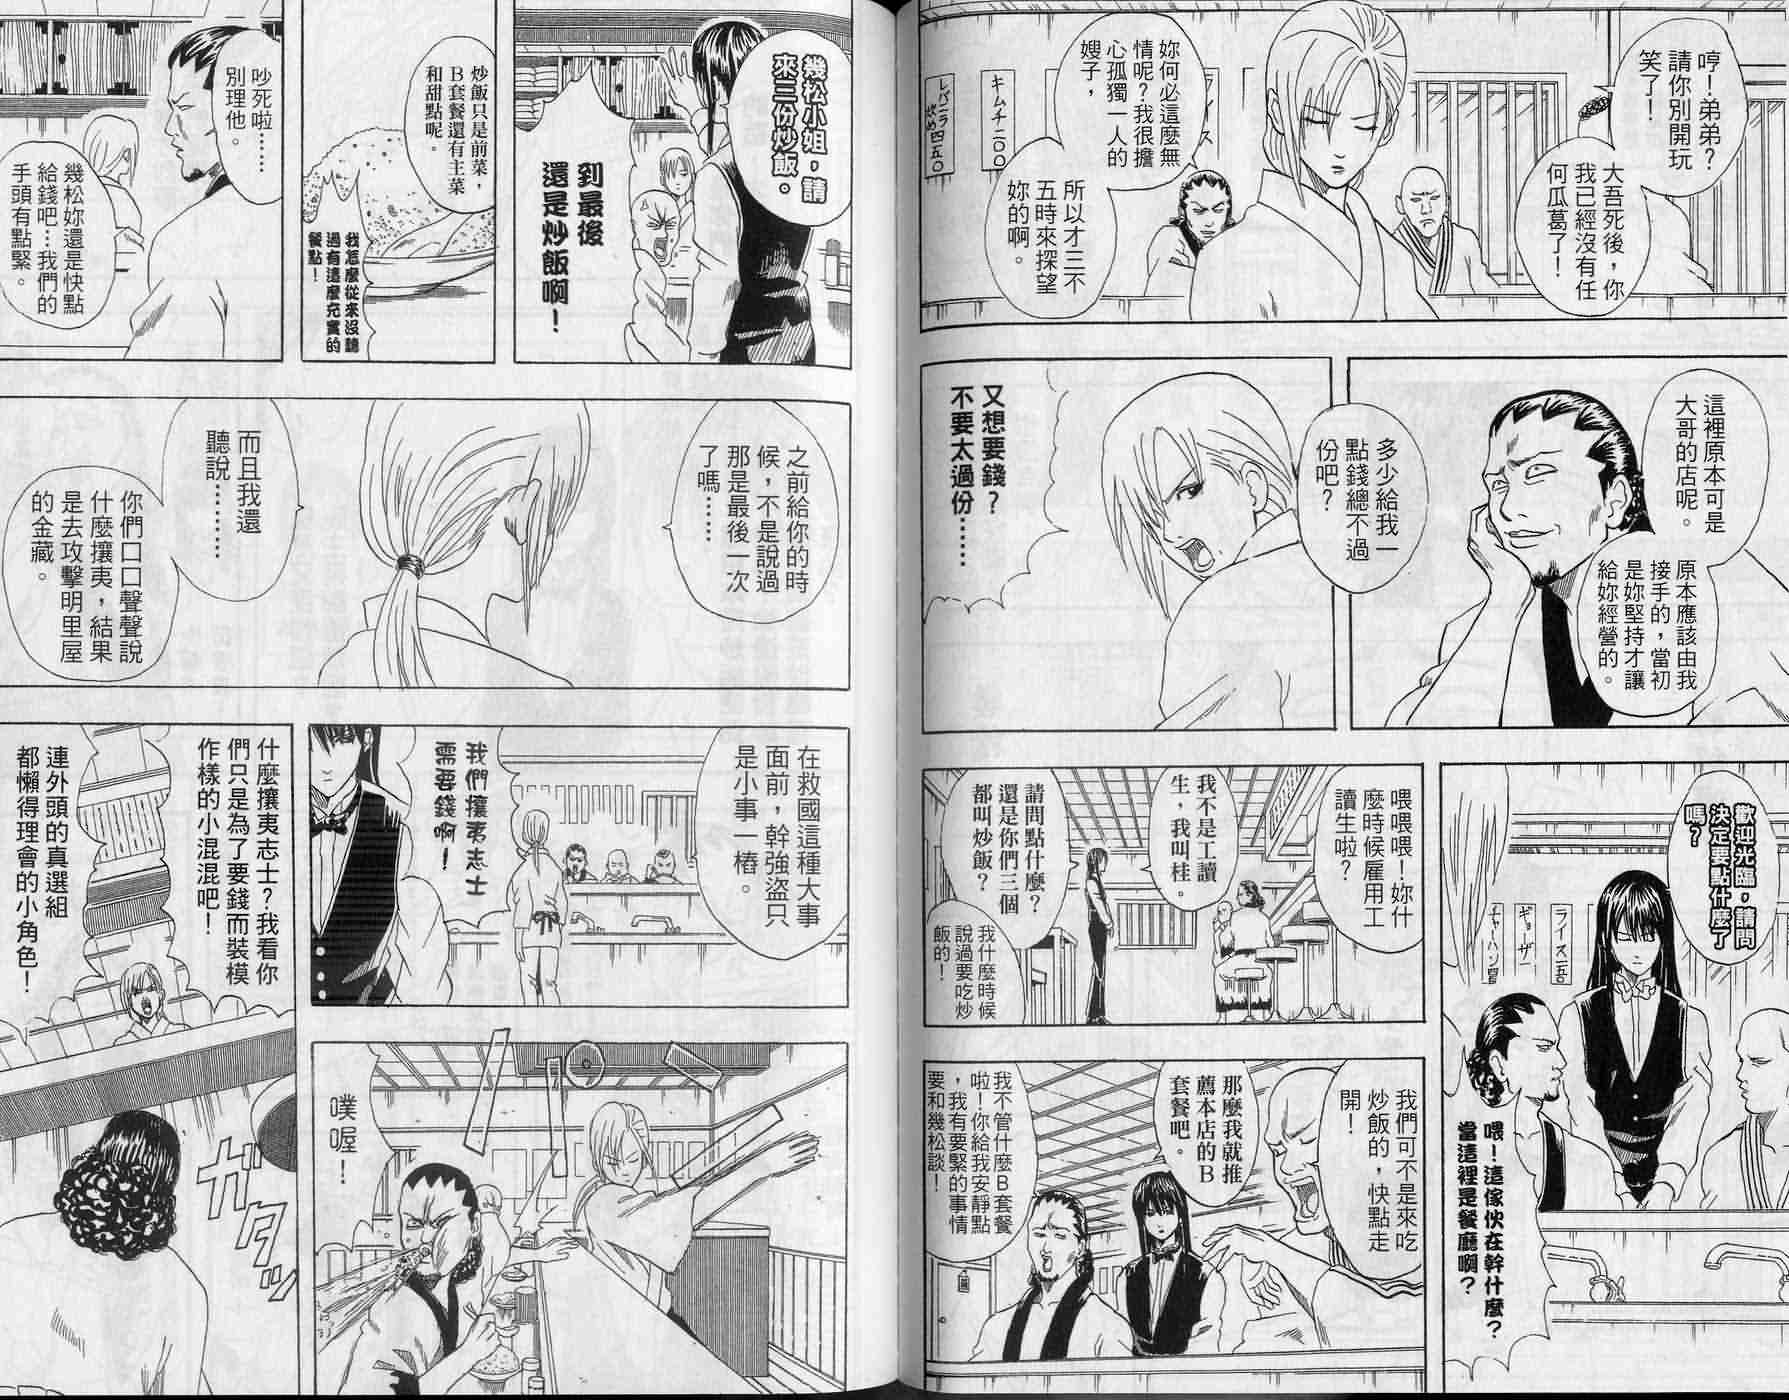 哼！弟弟？
請你別開玩
笑了！
大吾死後，你
我已經沒有任
何瓜葛了！
妳何必這麼無
情呢？我很擔
心孤獨一人的
嫂子，
所以才三不
五時來探望
妳的啊。
ライス
キムチ二〇〇
レバニラ
炒め四五〇
這裡原本可是
大哥的店呢。
原本應該由我
接手的，當初
是妳堅持才讓
給妳經營的。
多少給我一
點錢總不過
份吧？
又想要錢？
不要太過份……
歡迎光臨，請問
決定要點什麼了
嗎？
ライス一五〇
ギョーザ
チャーハン
喂！這傢伙在幹什麼？
當這裡是餐廳啊？
喂喂喂！妳什
麼時候雇用工
讀生啦？
我不是工讀
生，我叫桂。
請問點什麼？
還是你們三個
都叫炒飯？
我什麼時候
說過要吃炒
飯的！
我們可不是來吃
炒飯的，快點走
開！
那麼我就推
薦本店的Ｂ
套餐吧。
我不管什麼Ｂ套餐
啦！你給我安靜點
，我有要緊的事情
要和幾松談！
幾松小姐，請
來三份炒飯。
到最後
還是炒飯啊！
炒飯只是前菜，
Ｂ套餐還有主菜
和甜點呢。
我怎麼從來沒聽
過有這麼充實的
餐點！
吵死啦……
別理他。
幾松妳還是快點
給錢吧…我們的
手頭有點緊。
之前給你的時
候，不是說過
那是最後一次
了嗎……
而且我還
聽說………
你們口口聲聲說
什麼攘夷，結果
是去攻擊明里屋
的金藏。
在救國這種大事
面前，幹強盜只
是小事一樁。
我們攘夷志士
需要錢啊！
什麼攘夷志士？我看你
們只是為了要錢而裝模
作樣的小混混吧！
連外頭的真選組
都懶得理會的小角色！
噗喔！
ガタッ